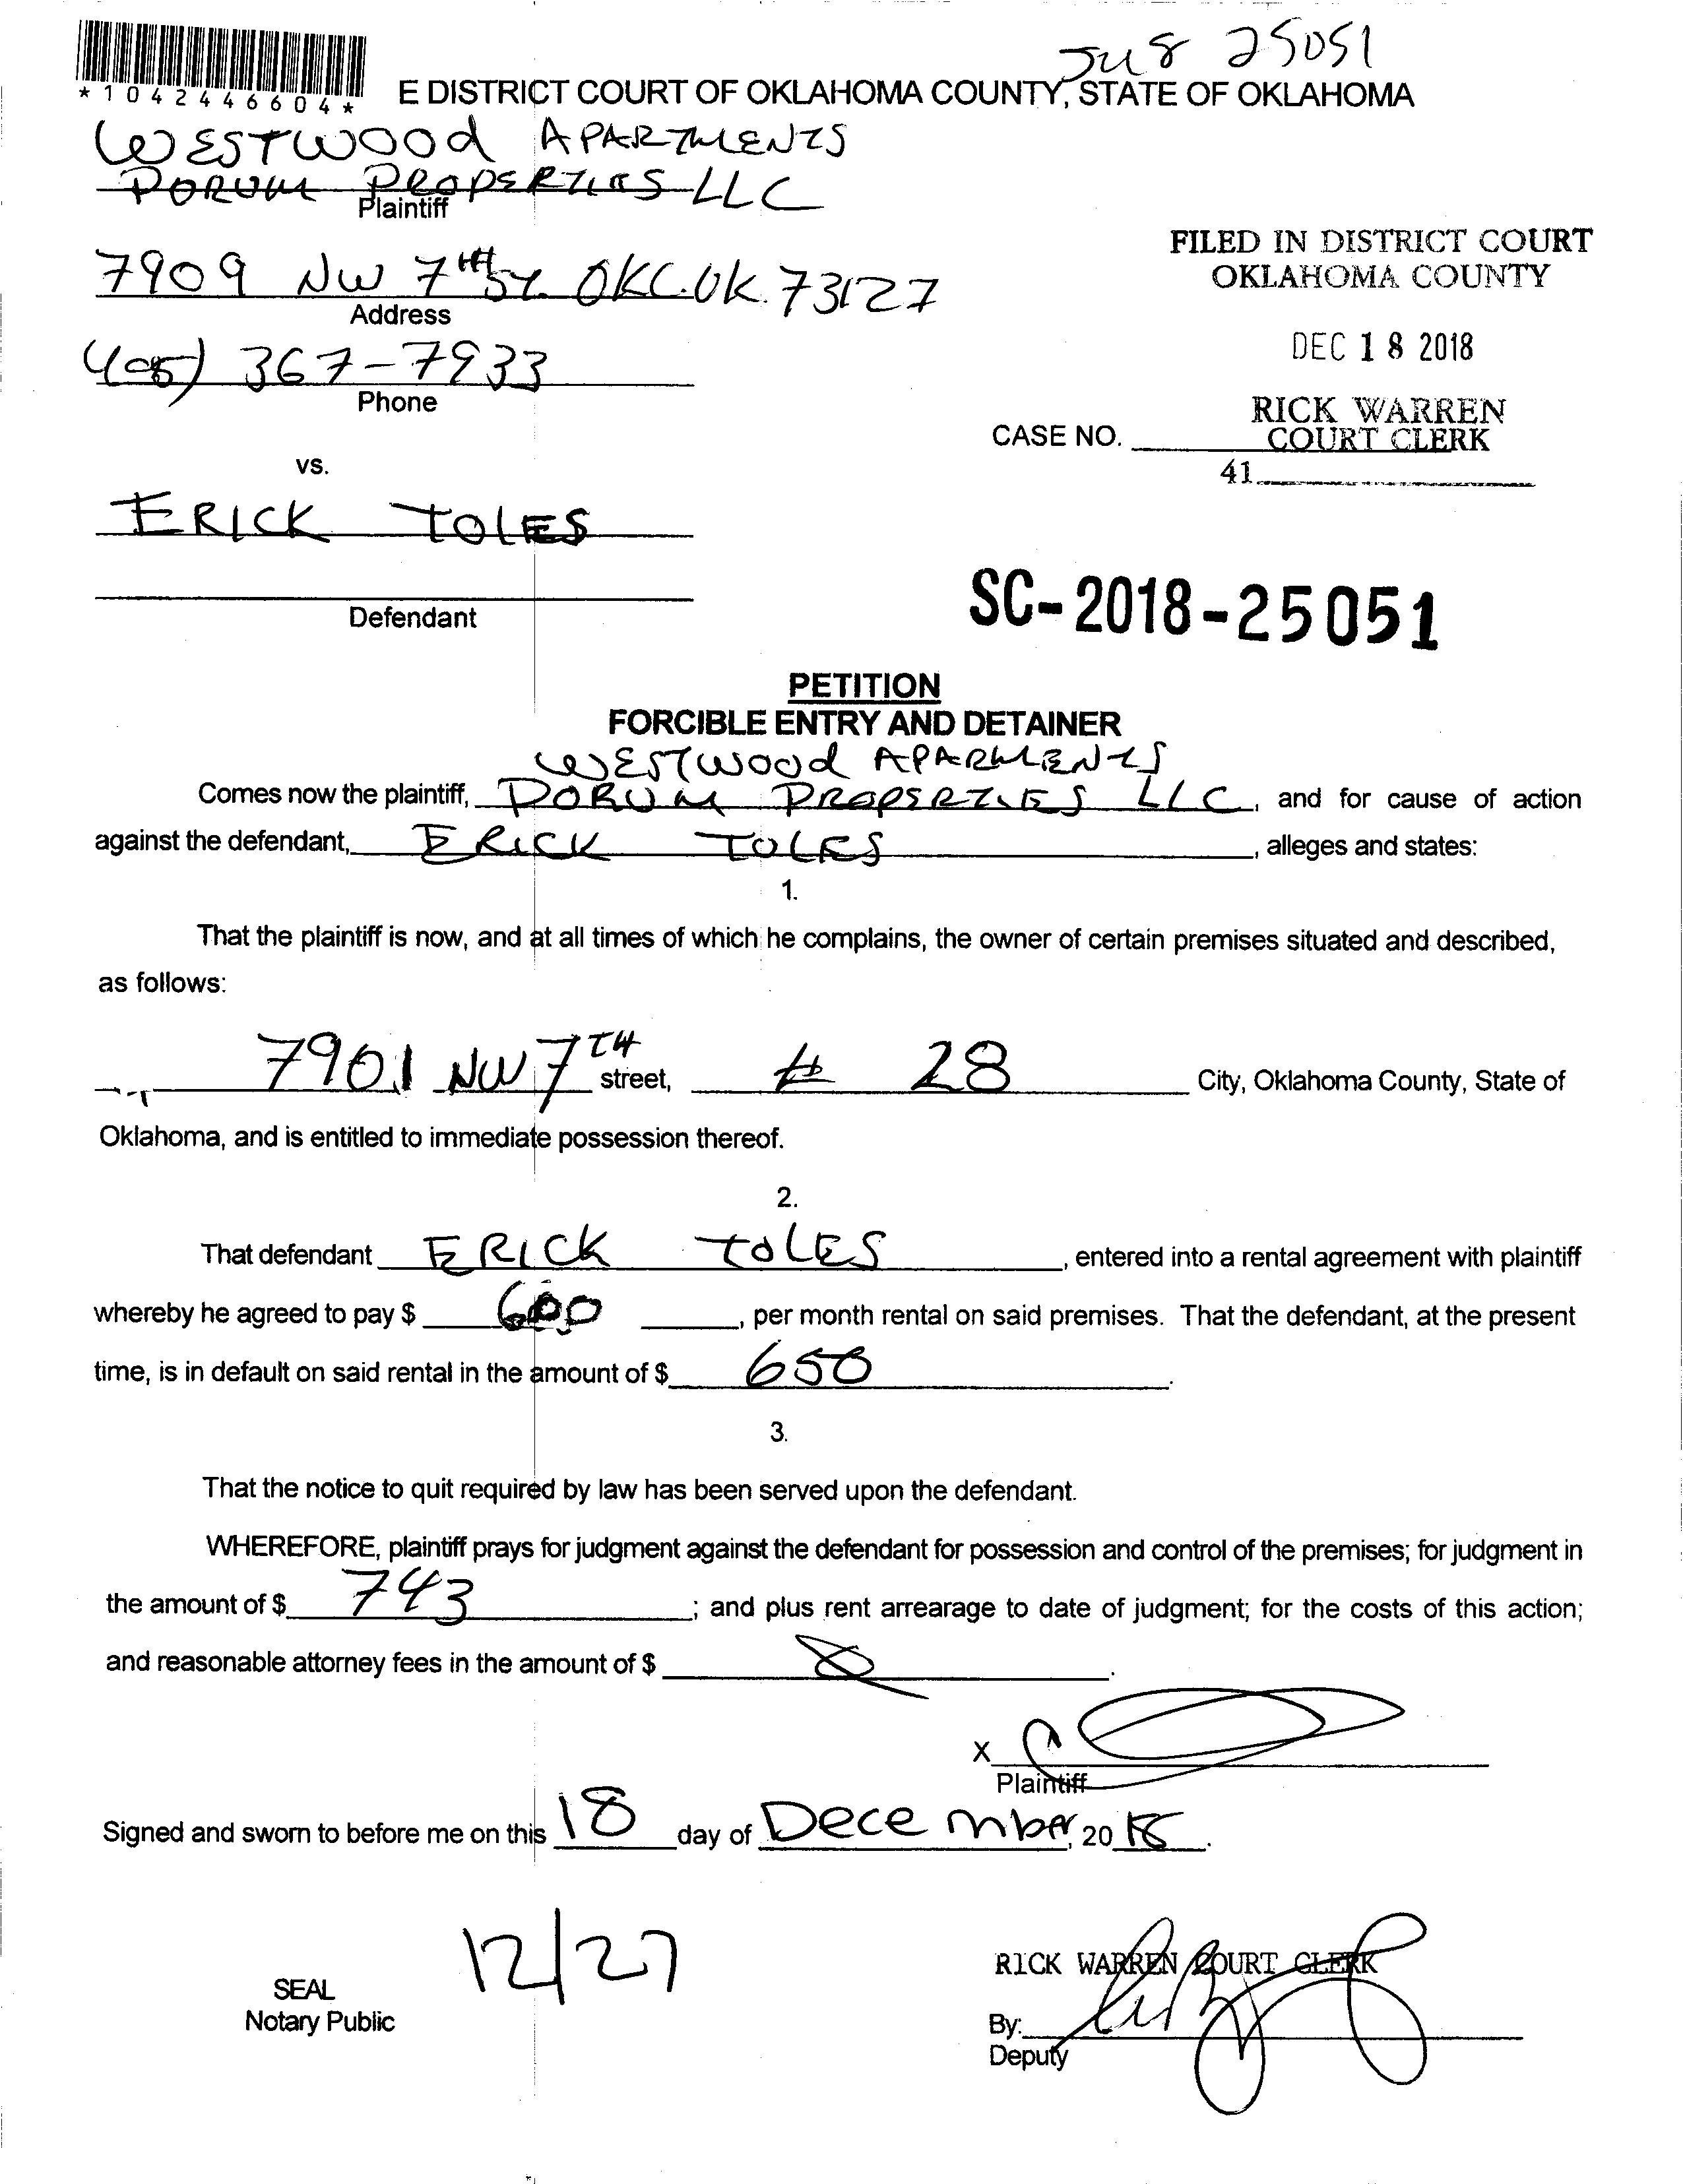 JU 8 25051
*1042446604*
E DISTRICT COURT OF OKLAHOMA COUNTY, STATE OF OKLAHOMA
WESTWOOd APARTMENTS
PORUM PROPERTIES LLC
Plaintiff
7909 NW 7th St. OKC.OK. 73127
Address
FILED IN DISTRICT COURT
OKLAHOMA COUNTY
DEC 18 2018
(405) 367-7933
Phone
RICK WARREN
COURT CLERK
CASE NO.
41
vs.
ERICK TOLES
Defendant
SC-2018-25051
PETITION
FORCIBLE ENTRY AND DETAINER
WESTWOOd APARMENTS
Comes now the plaintiff, PORUM PROPERTIES LLC, and for cause of action
against the defendant, ERICK TOLES, alleges and states:
1.
That the plaintiff is now, and at all times of which he complains, the owner of certain premises situated and described,
as follows:
7901 NW 7TH street, # 28 City, Oklahoma County, State of
Oklahoma, and is entitled to immediate possession thereof.
2.
That defendant ERICK TOLES, entered into a rental agreement with plaintiff
whereby he agreed to pay $ 600, per month rental on said premises. That the defendant, at the present
time, is in default on said rental in the amount of $ 650.
3.
That the notice to quit required by law has been served upon the defendant.
WHEREFORE, plaintiff prays for judgment against the defendant for possession and control of the premises; for judgment in
the amount of $ 743; and plus rent arrearage to date of judgment; for the costs of this action;
and reasonable attorney fees in the amount of $ .
X
Plaintiff
Signed and sworn to before me on this 18 day of December, 2018.
12/27
SEAL
Notary Public
RICK WARREN COURT CLERK
By:
Deputy